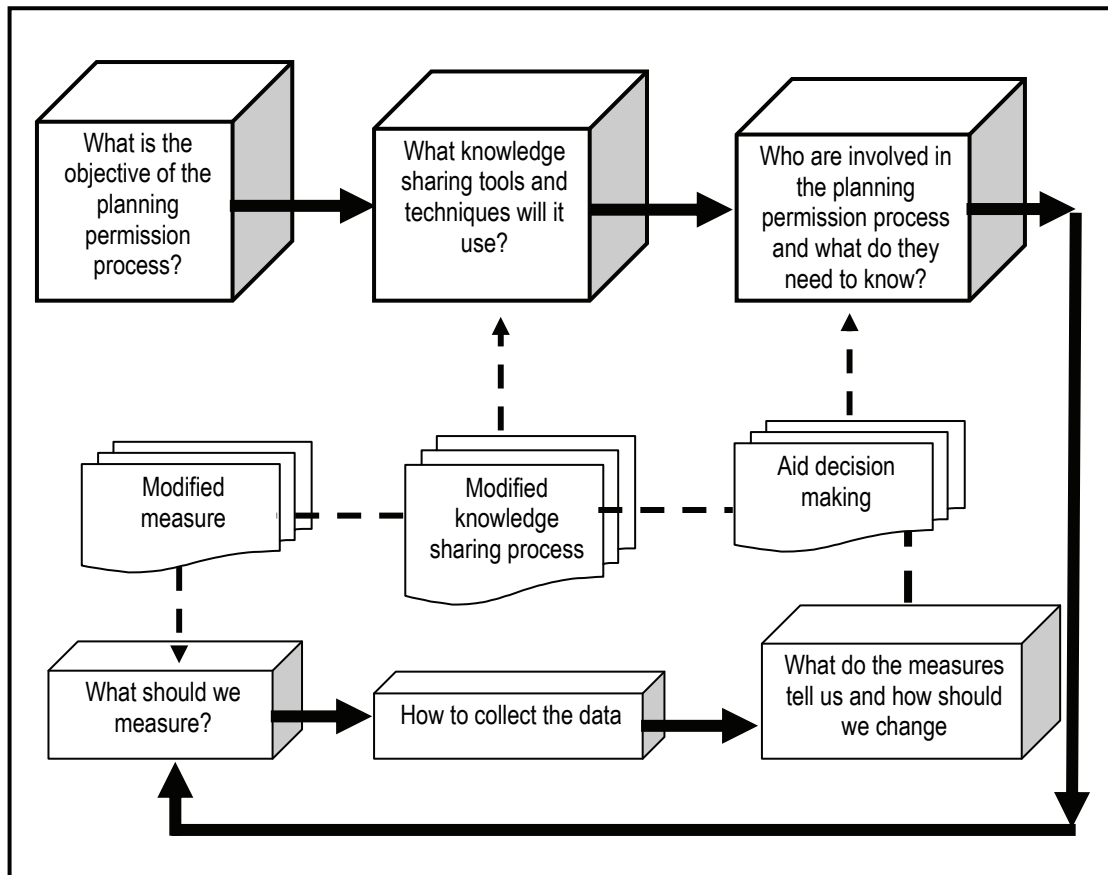 What is the
objective of the
planning
permission
process?
What knowledge
sharing tools and
techniques will it
use?
Who are involved in
the planning
permission process
and what do they
need to know?
Modified
measure
Modified
knowledge
sharing process
Aid decision
making
What should we
measure?
How to collect the data
What do the measures
tell us and how should
we change